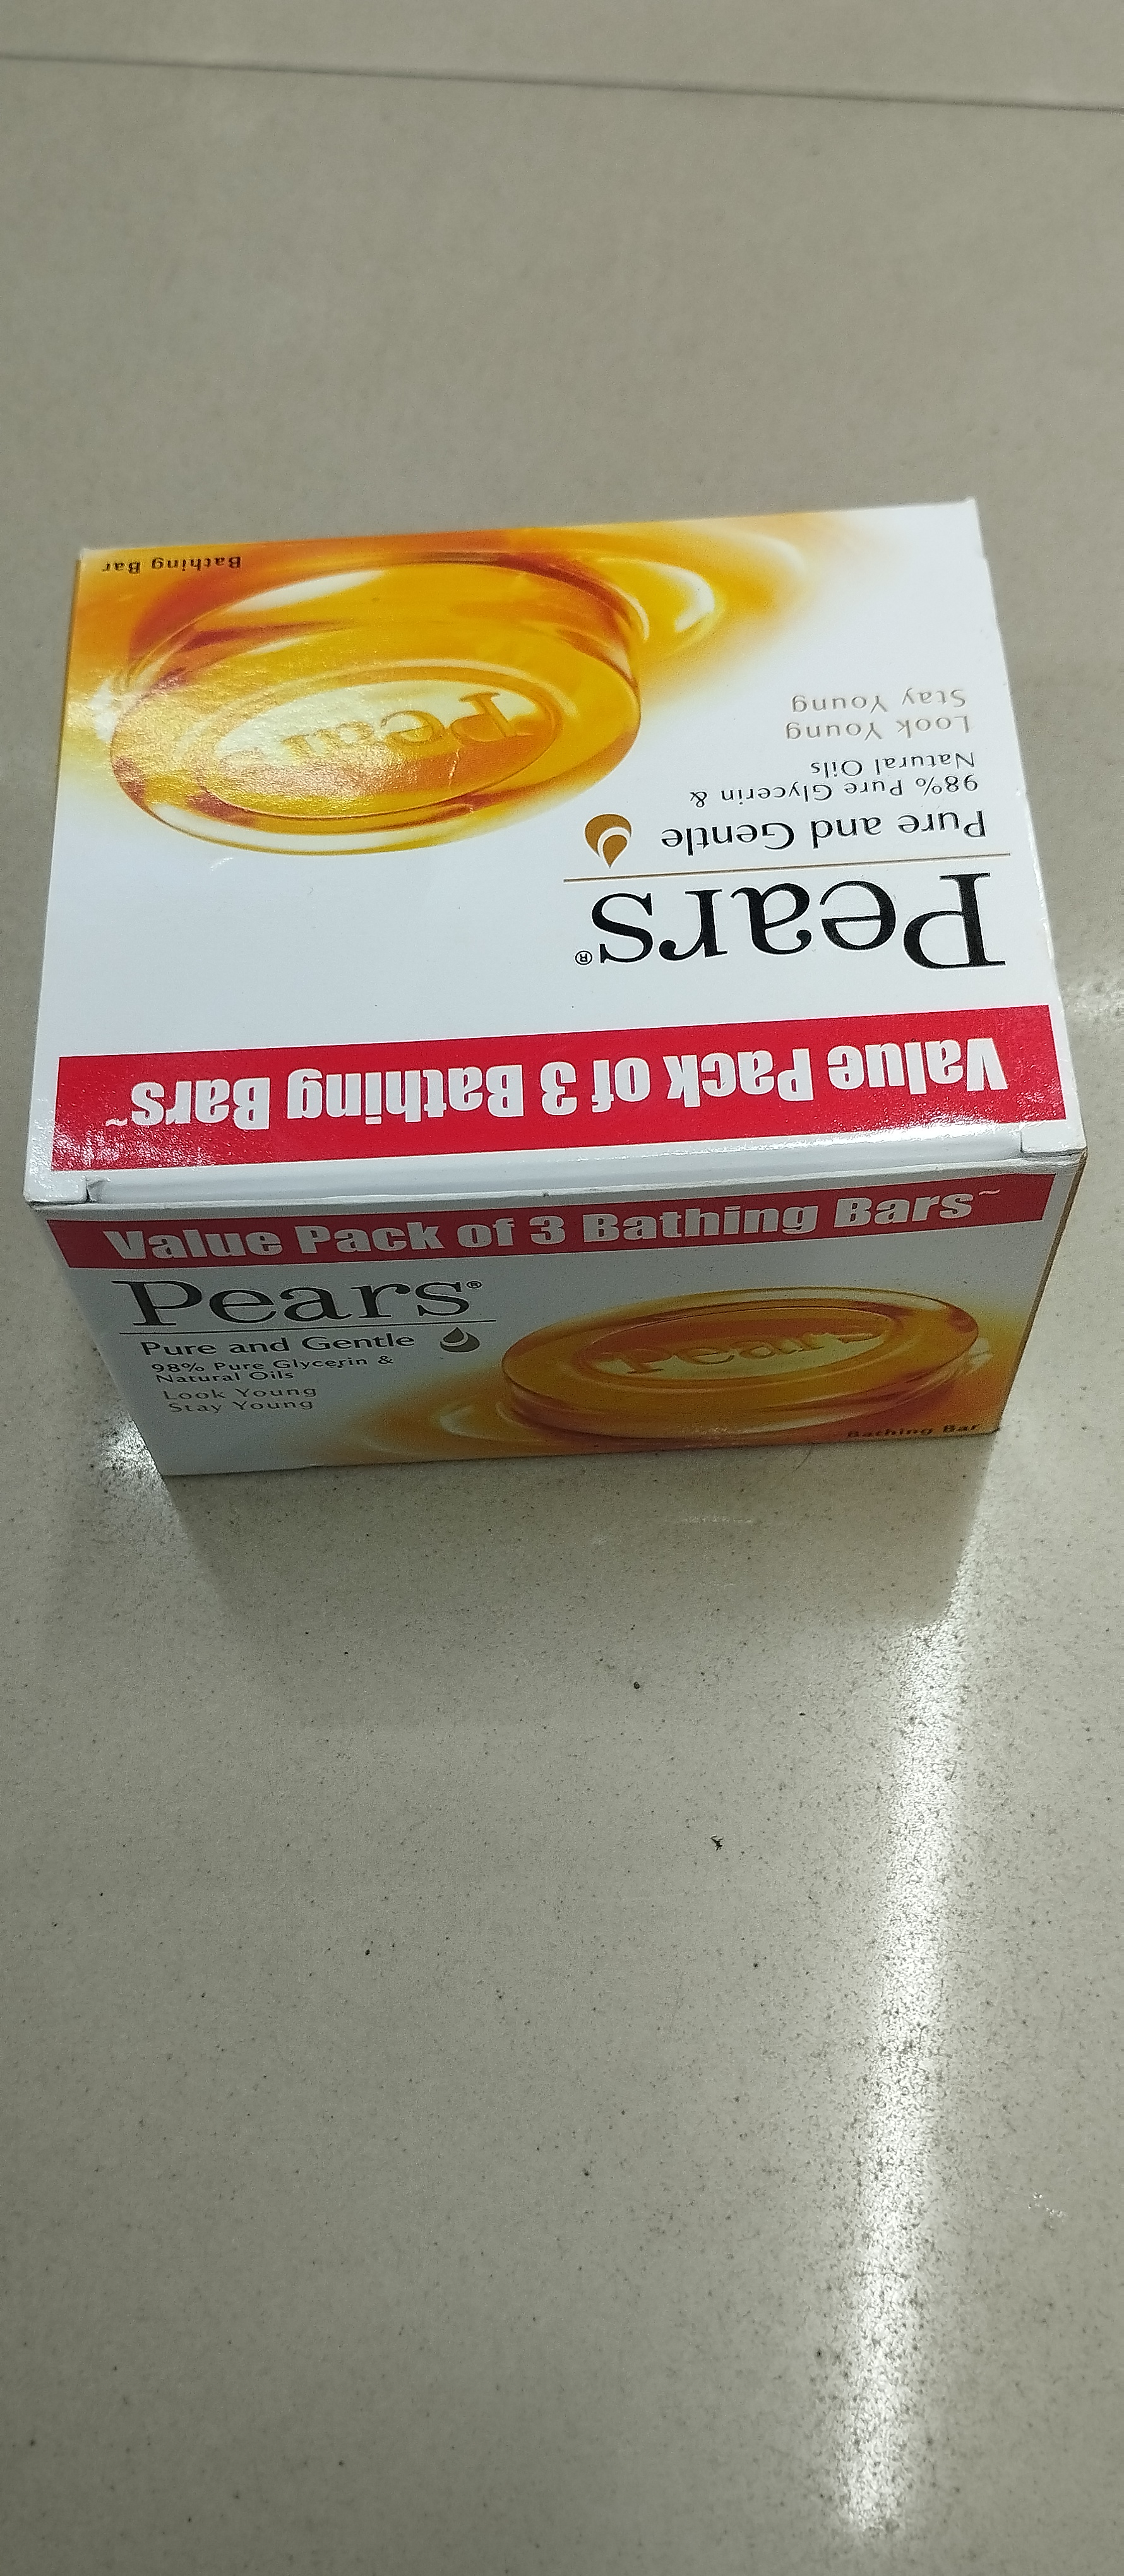 Bathing Bar
Pears
Value Pack of 3 Bathing Bars~
Pears®
Pure and Gentle
98% Pure Glycerin &
Natural Oils
Look Young
Stay Young
Value Pack of 3 Bathing Bars~
Pears®
Pure and Gentle
98% Pure Glycerin &
Natural Oils
Look Young
Stay Young
Pears
Bathing Bar